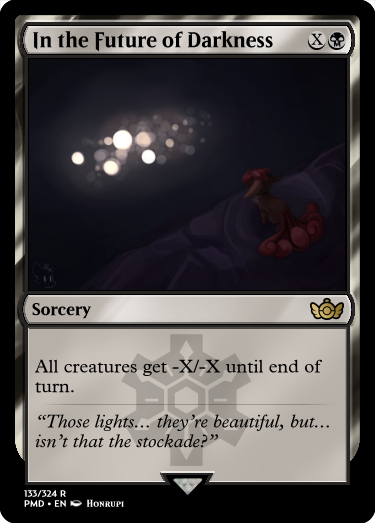 In the Future of Darkness X
Sorcery
All creatures get -X/-X until end of
turn.
“Those lights… they’re beautiful, but…
isn’t that the stockade?”
133/324 R
PMD • EN Honrupi